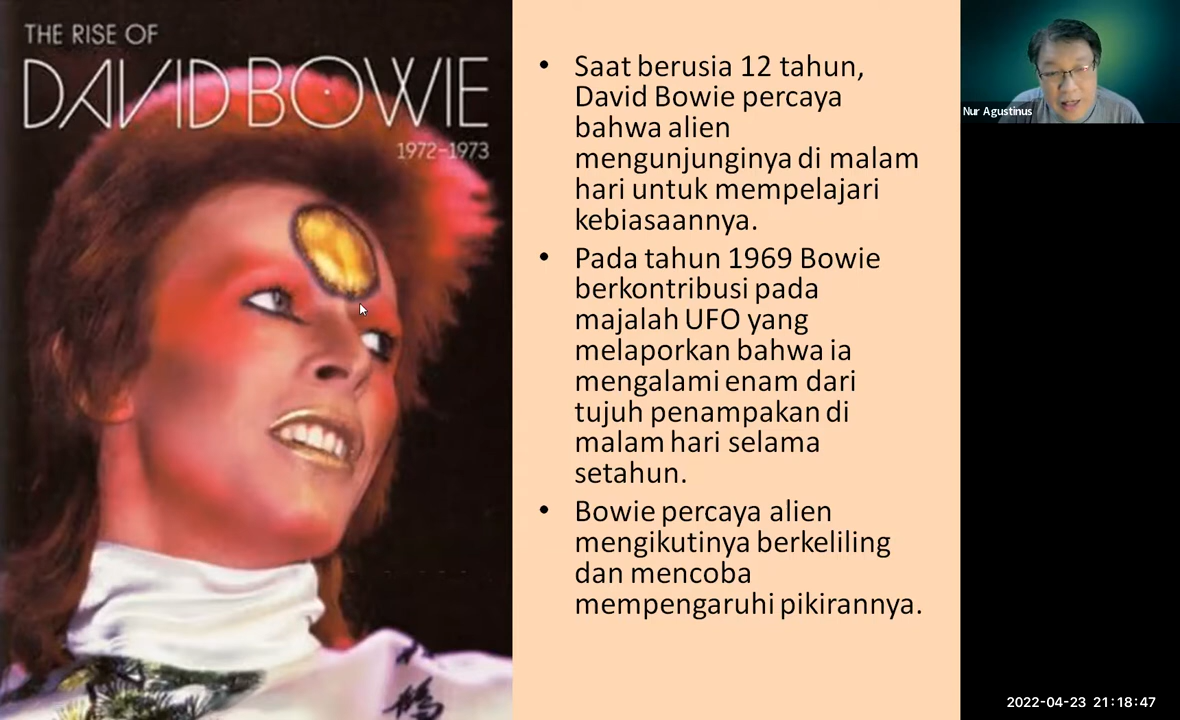 THE RISE OF
DAVID BOWIE
1972-1973
• Saat berusia 12 tahun,
David Bowie percaya
bahwa alien
mengunjunginya di malam
hari untuk mempelajari
kebiasaannya.
• Pada tahun 1969 Bowie
berkontribusi pada
majalah UFO yang
melaporkan bahwa ia
mengalami enam dari
tujuh penampakan di
malam hari selama
setahun.
• Bowie percaya alien
mengikutinya berkeliling
dan mencoba
mempengaruhi pikirannya.
Nur Agustinus
2022-04-23 21:18:47